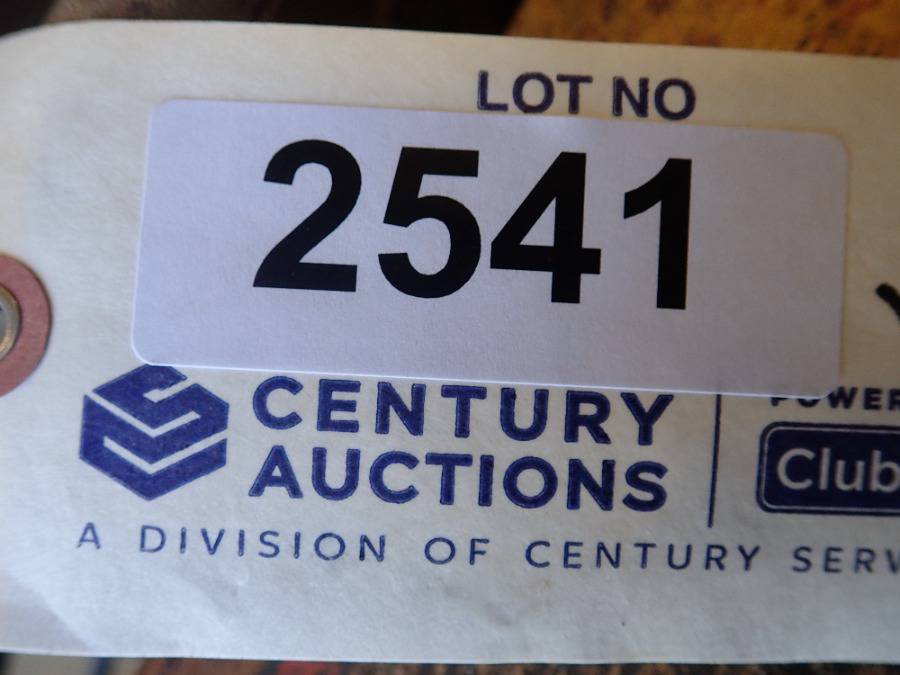 LOT NO
2541
CENTURY
AUCTIONS
Club
A DIVISION OF CENTURY